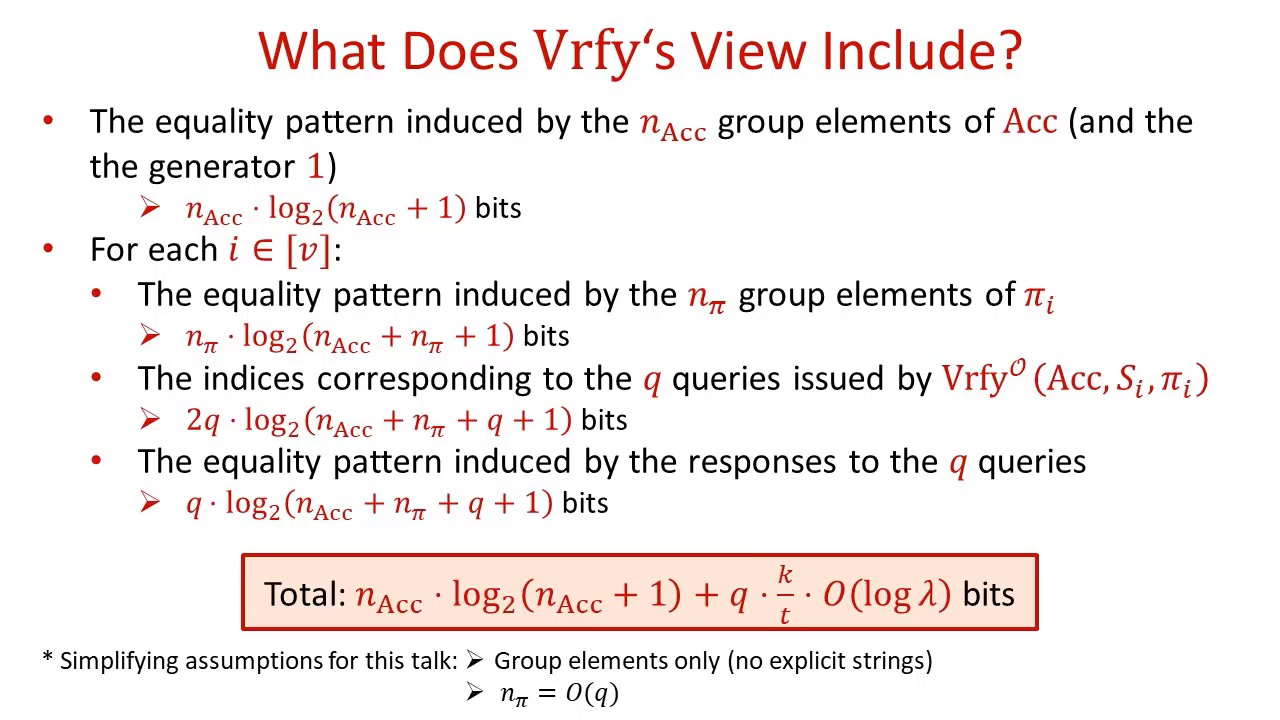 What Does Vrfy‘s View Include?
• The equality pattern induced by the n_Acc group elements of Acc (and the
the generator 1)
➢ n_Acc · log₂(n_Acc + 1) bits
• For each i ∈ [v]:
• The equality pattern induced by the n_π group elements of π_i
➢ n_π · log₂(n_Acc + n_π + 1) bits
• The indices corresponding to the q queries issued by Vrfy^𝒪(Acc, S_i, π_i)
➢ 2q · log₂(n_Acc + n_π + q + 1) bits
• The equality pattern induced by the responses to the q queries
➢ q · log₂(n_Acc + n_π + q + 1) bits
Total: n_Acc · log₂(n_Acc + 1) + q · k/t · O(log λ) bits
* Simplifying assumptions for this talk: ➢ Group elements only (no explicit strings)
➢ n_π = O(q)